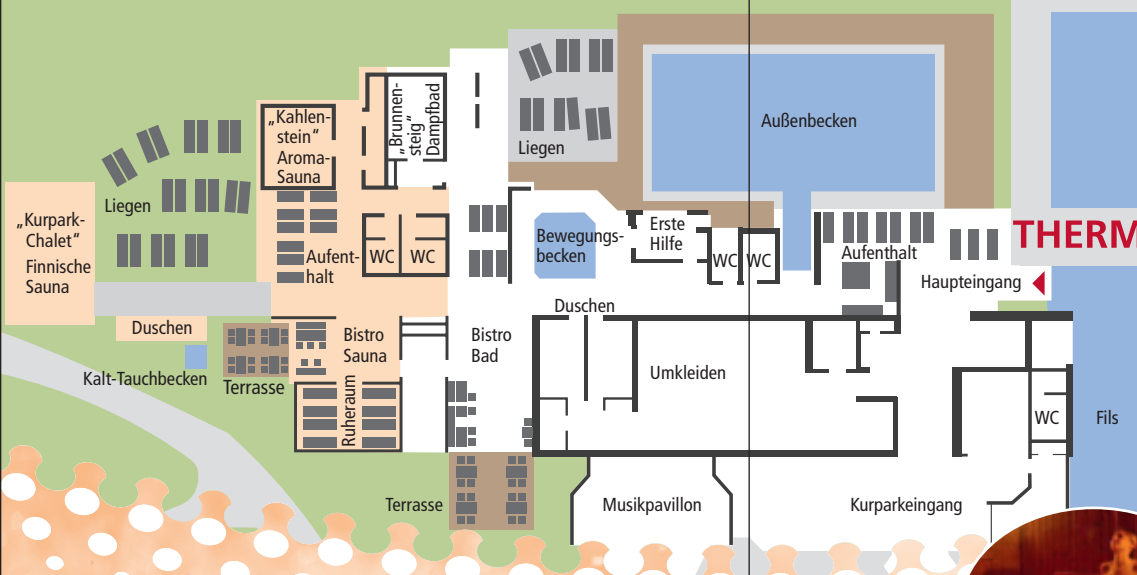 „Kahlen-
stein“
Aroma-
Sauna
„Brunnen-
steig“
Dampfbad
Liegen
Außenbecken
Liegen
„Kurpark-
Chalet“
Finnische
Sauna
Aufent-
halt
WC
WC
Bewegungs-
becken
Erste
Hilfe
WC
WC
Aufenthalt
THERM
Haupteingang
Duschen
Duschen
Bistro
Sauna
Bistro
Bad
Umkleiden
Kalt-Tauchbecken
Terrasse
Ruheraum
WC
Fils
Terrasse
Musikpavillon
Kurparkeingang